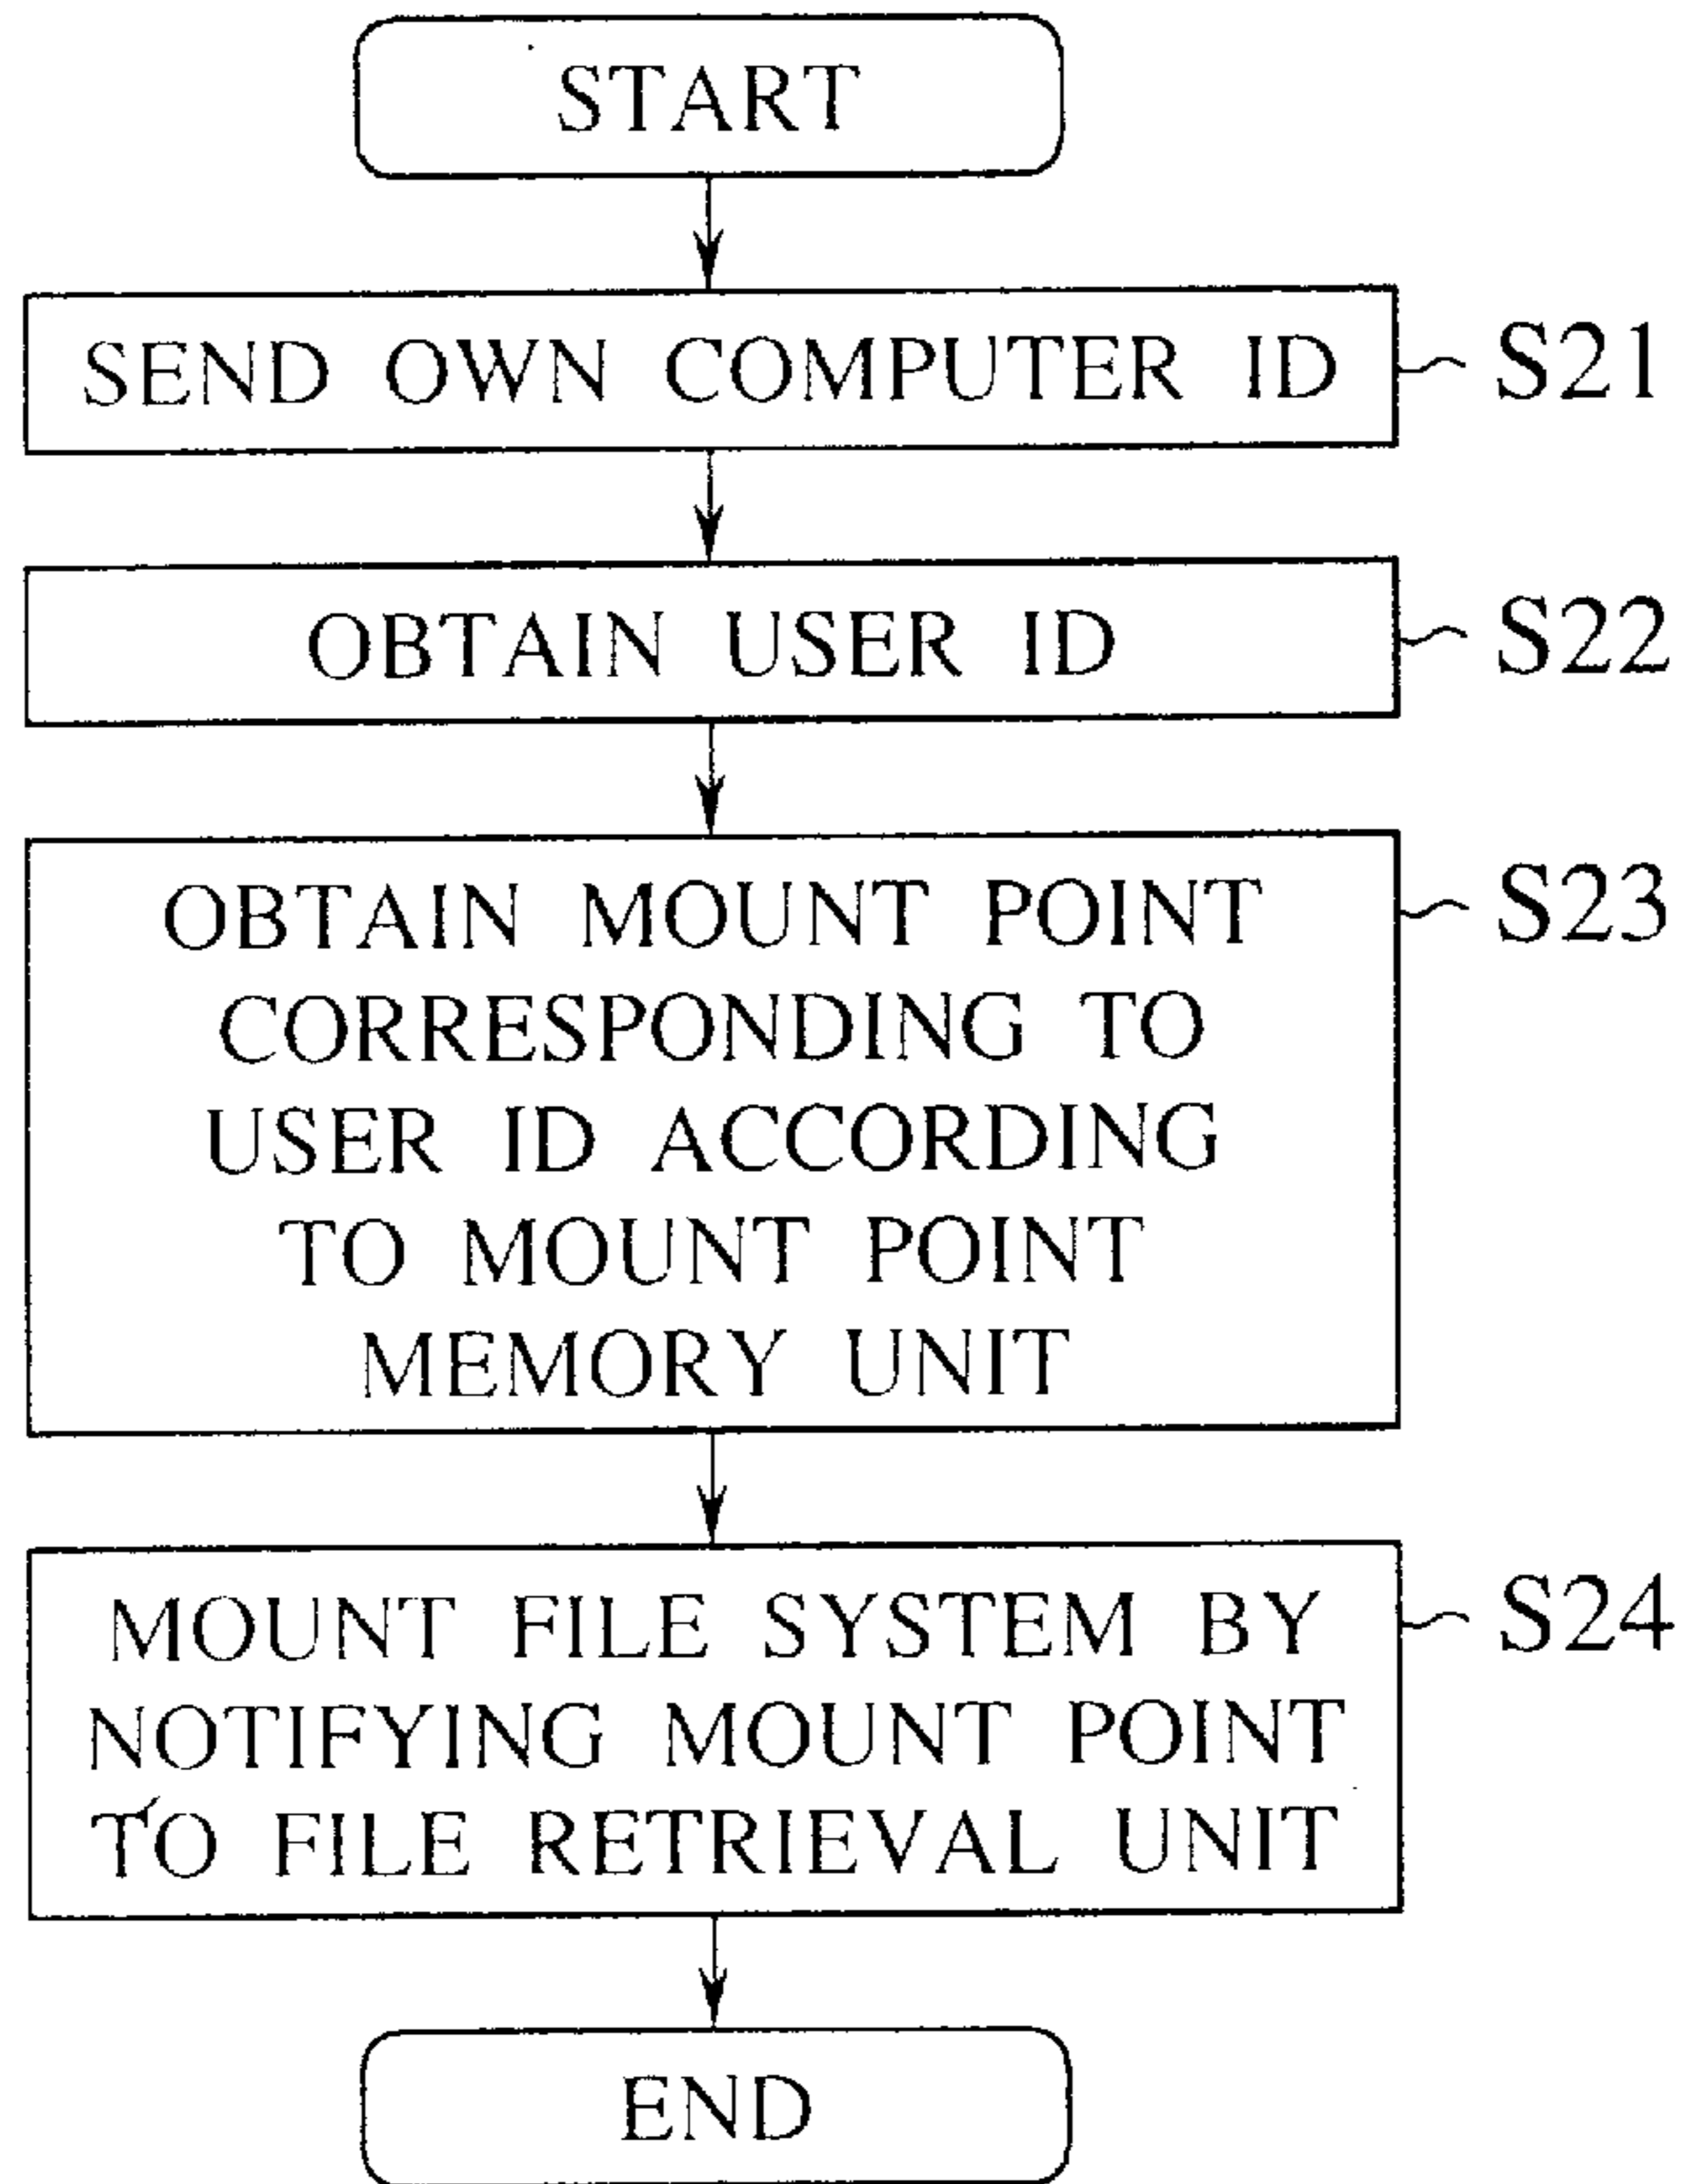 START
SEND OWN COMPUTER ID S21
OBTAIN USER ID S22
OBTAIN MOUNT POINT S23
CORRESPONDING TO
USER ID ACCORDING
TO MOUNT POINT
MEMORY UNIT
MOUNT FILE SYSTEM BY S24
NOTIFYING MOUNT POINT
TO FILE RETRIEVAL UNIT
END